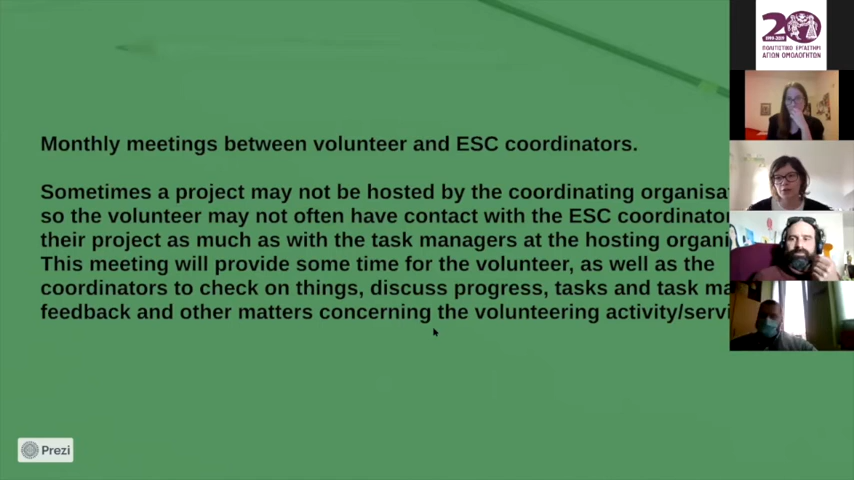 Monthly meetings between volunteer and ESC coordinators.
Sometimes a project may not be hosted by the coordinating
so the volunteer may not often have contact with the ESC
their project as much as with the task managers at the hosting
This meeting will provide some time for the volunteer, as well as the
coordinators to check on things, discuss progress, tasks and task
feedback and other matters concerning the volunteering
Prezi
20
1999-2019
ΠΟΛΙΤΙΣΤΙΚΟ ΕΡΓΑΣΤΗΡΙ
ΑΓΙΩΝ ΟΜΟΛΟΓΗΤΩΝ